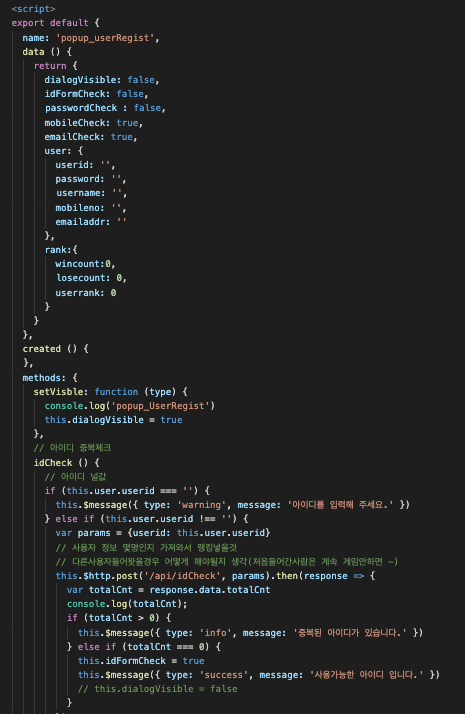 <script>
export default {
name: 'popup_userRegist',
data () {
return {
dialogVisible: false,
idFormCheck: false,
passwordCheck : false,
mobileCheck: true,
emailCheck: true,
user: {
userid: '',
password: '',
username: '',
mobileno: '',
emailaddr: ''
},
rank:{
wincount:0,
losecount: 0,
userrank: 0
}
}
},
created () {
},
methods: {
setVisble: function (type) {
console.log('popup_UserRegist')
this.dialogVisible = true
},
// 아이디 중복체크
idCheck () {
// 아이디 널값
if (this.user.userid === '') {
this.$message({ type: 'warning', message: '아이디를 입력해 주세요.' })
} else if (this.user.userid !== '') {
var params = {userid: this.user.userid}
// 사용자 정보 몇명인지 가져와서 랭킹넣을것
// 다른사용자들어왓을경우 어떻게 해야될지 생각(처음들어간사람은 계속 게임안하면 -)
this.$http.post('/api/idCheck', params).then(response => {
var totalCnt = response.data.totalCnt
console.log(totalCnt);
if (totalCnt > 0) {
this.$message({ type: 'info', message: '중복된 아이디가 있습니다.' })
} else if (totalCnt === 0) {
this.idFormCheck = true
this.$message({ type: 'success', message: '사용가능한 아이디 입니다.' })
// this.dialogVisible = false
}